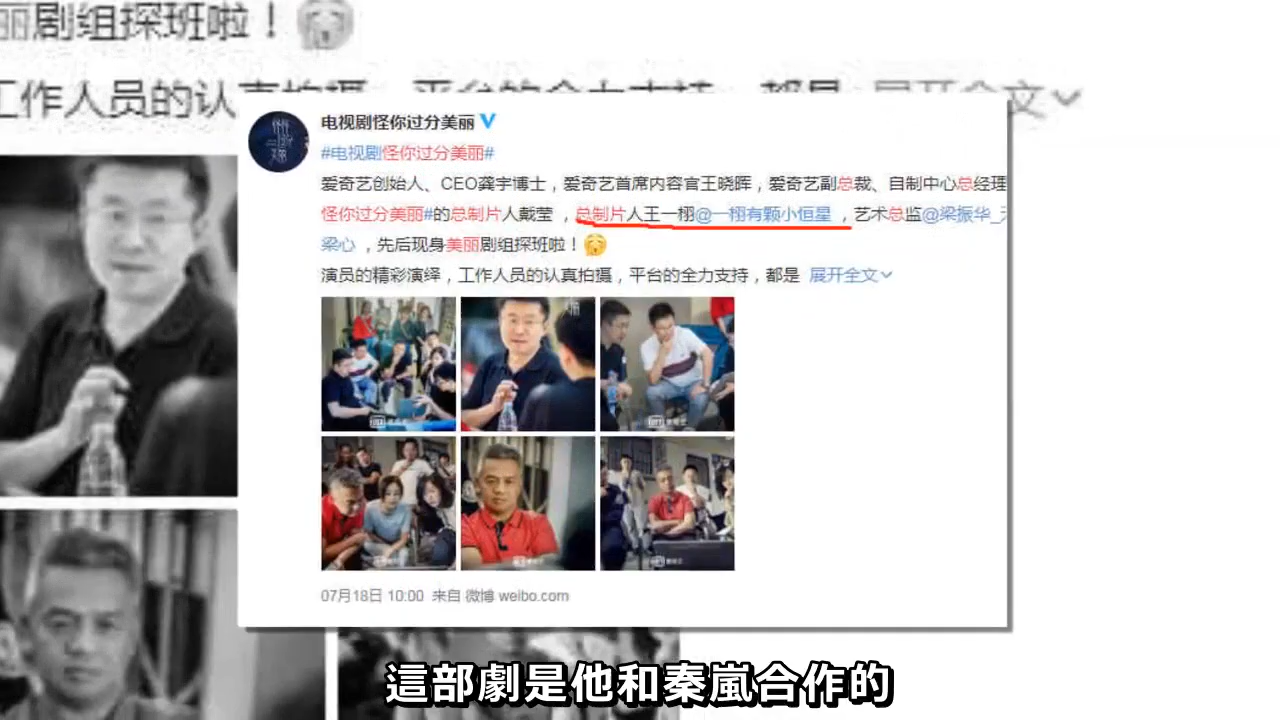 丽剧组探班啦！
工作人员的认真拍摄，平台的全力支持，都是 展开全文
电视剧怪你过分美丽
#电视剧怪你过分美丽#
爱奇艺创始人、CEO龚宇博士，爱奇艺首席内容官王晓晖，爱奇艺副总裁、自制中心总经理
怪你过分美丽#的总制片人戴莹 ，总制片人王一栩@一栩有颗小恒星 ，艺术总监@梁振华_
梁心 ，先后现身美丽剧组探班啦！
演员的精彩演绎，工作人员的认真拍摄，平台的全力支持，都是 展开全文
07月18日 10:00 来自 微博 weibo.com
這部劇是他和秦嵐合作的